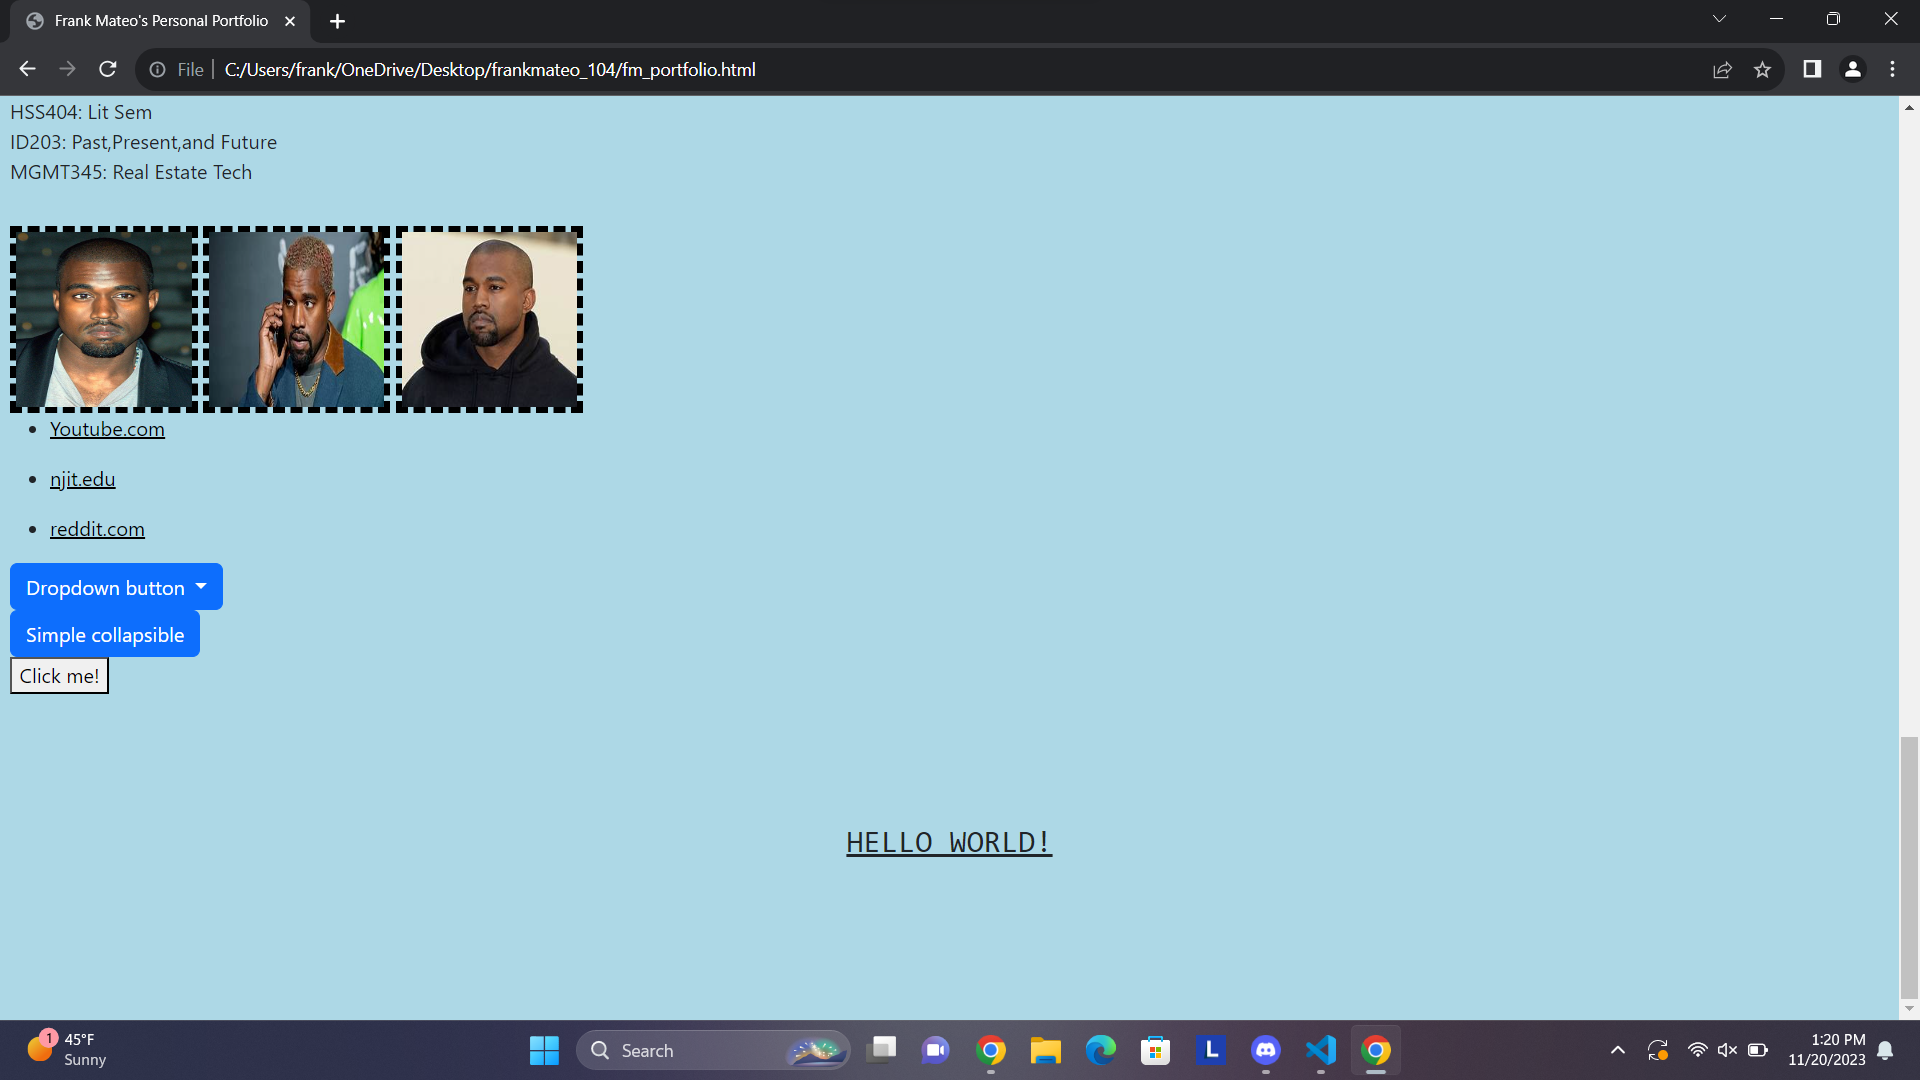 Frank Mateo's Personal Portfolio
File
C:/Users/frank/OneDrive/Desktop/frankmateo_104/fm_portfolio.html
HSS404: Lit Sem
ID203: Past,Present,and Future
MGMT345: Real Estate Tech
Youtube.com
njit.edu
reddit.com
Dropdown button
Simple collapsible
Click me!
HELLO WORLD!
1
45°F
Sunny
Search
L
1:20 PM
11/20/2023